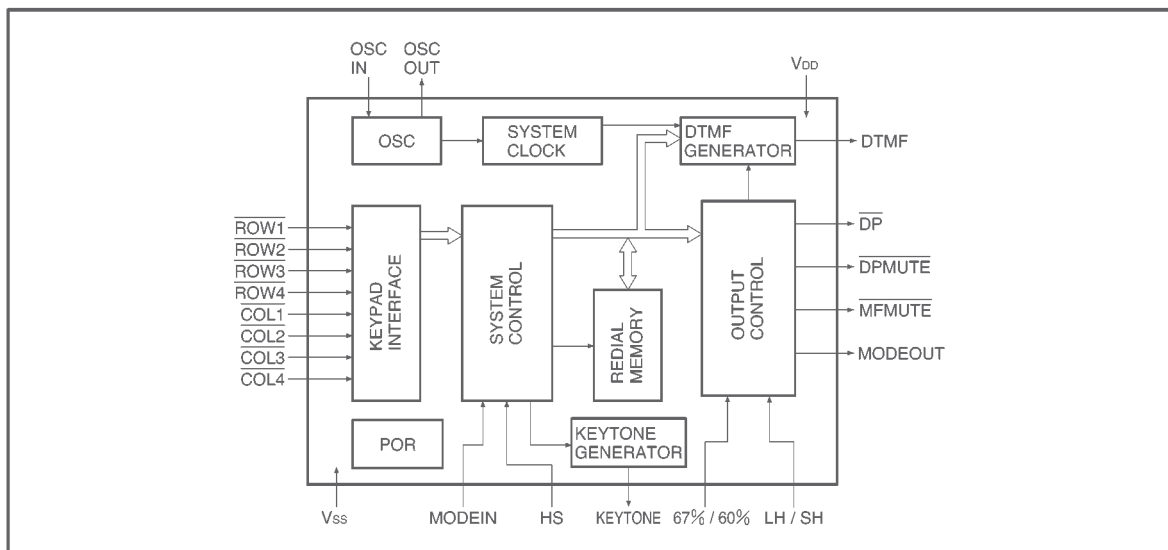 OSC IN
OSC OUT
VDD
OSC
SYSTEM CLOCK
DTMF GENERATOR
DTMF
ROW1
ROW2
ROW3
ROW4
COL1
COL2
COL3
COL4
KEYPAD INTERFACE
SYSTEM CONTROL
REDIAL MEMORY
OUTPUT CONTROL
DP
DPMUTE
MFMUTE
MODEOUT
POR
KEYTONE GENERATOR
VSS
MODEIN
HS
KEYTONE
67% / 60%
LH / SH